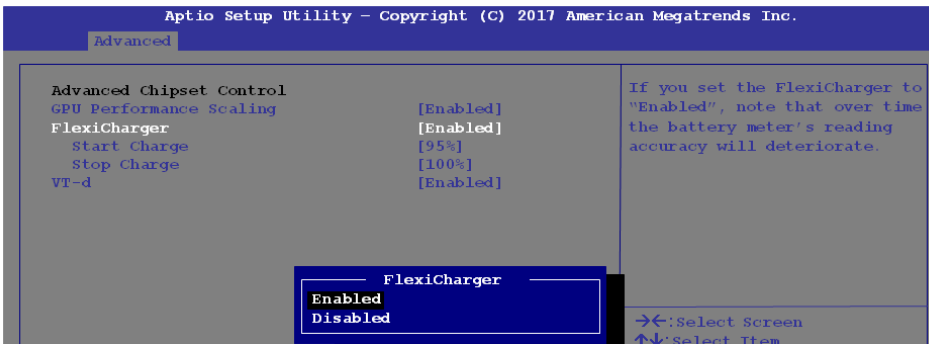 Aptio Setup Utility – Copyright (C) 2017 American Megatrends Inc.
Advanced
Advanced Chipset Control
GPU Performance Scaling [Enabled]
FlexiCharger [Enabled]
Start Charge [95%]
Stop Charge [100%]
VT-d [Enabled]
If you set the FlexiCharger to
"Enabled", note that over time
the battery meter's reading
accuracy will deteriorate.
FlexiCharger
Enabled
Disabled
→←:Select Screen
↑↓:Select Item